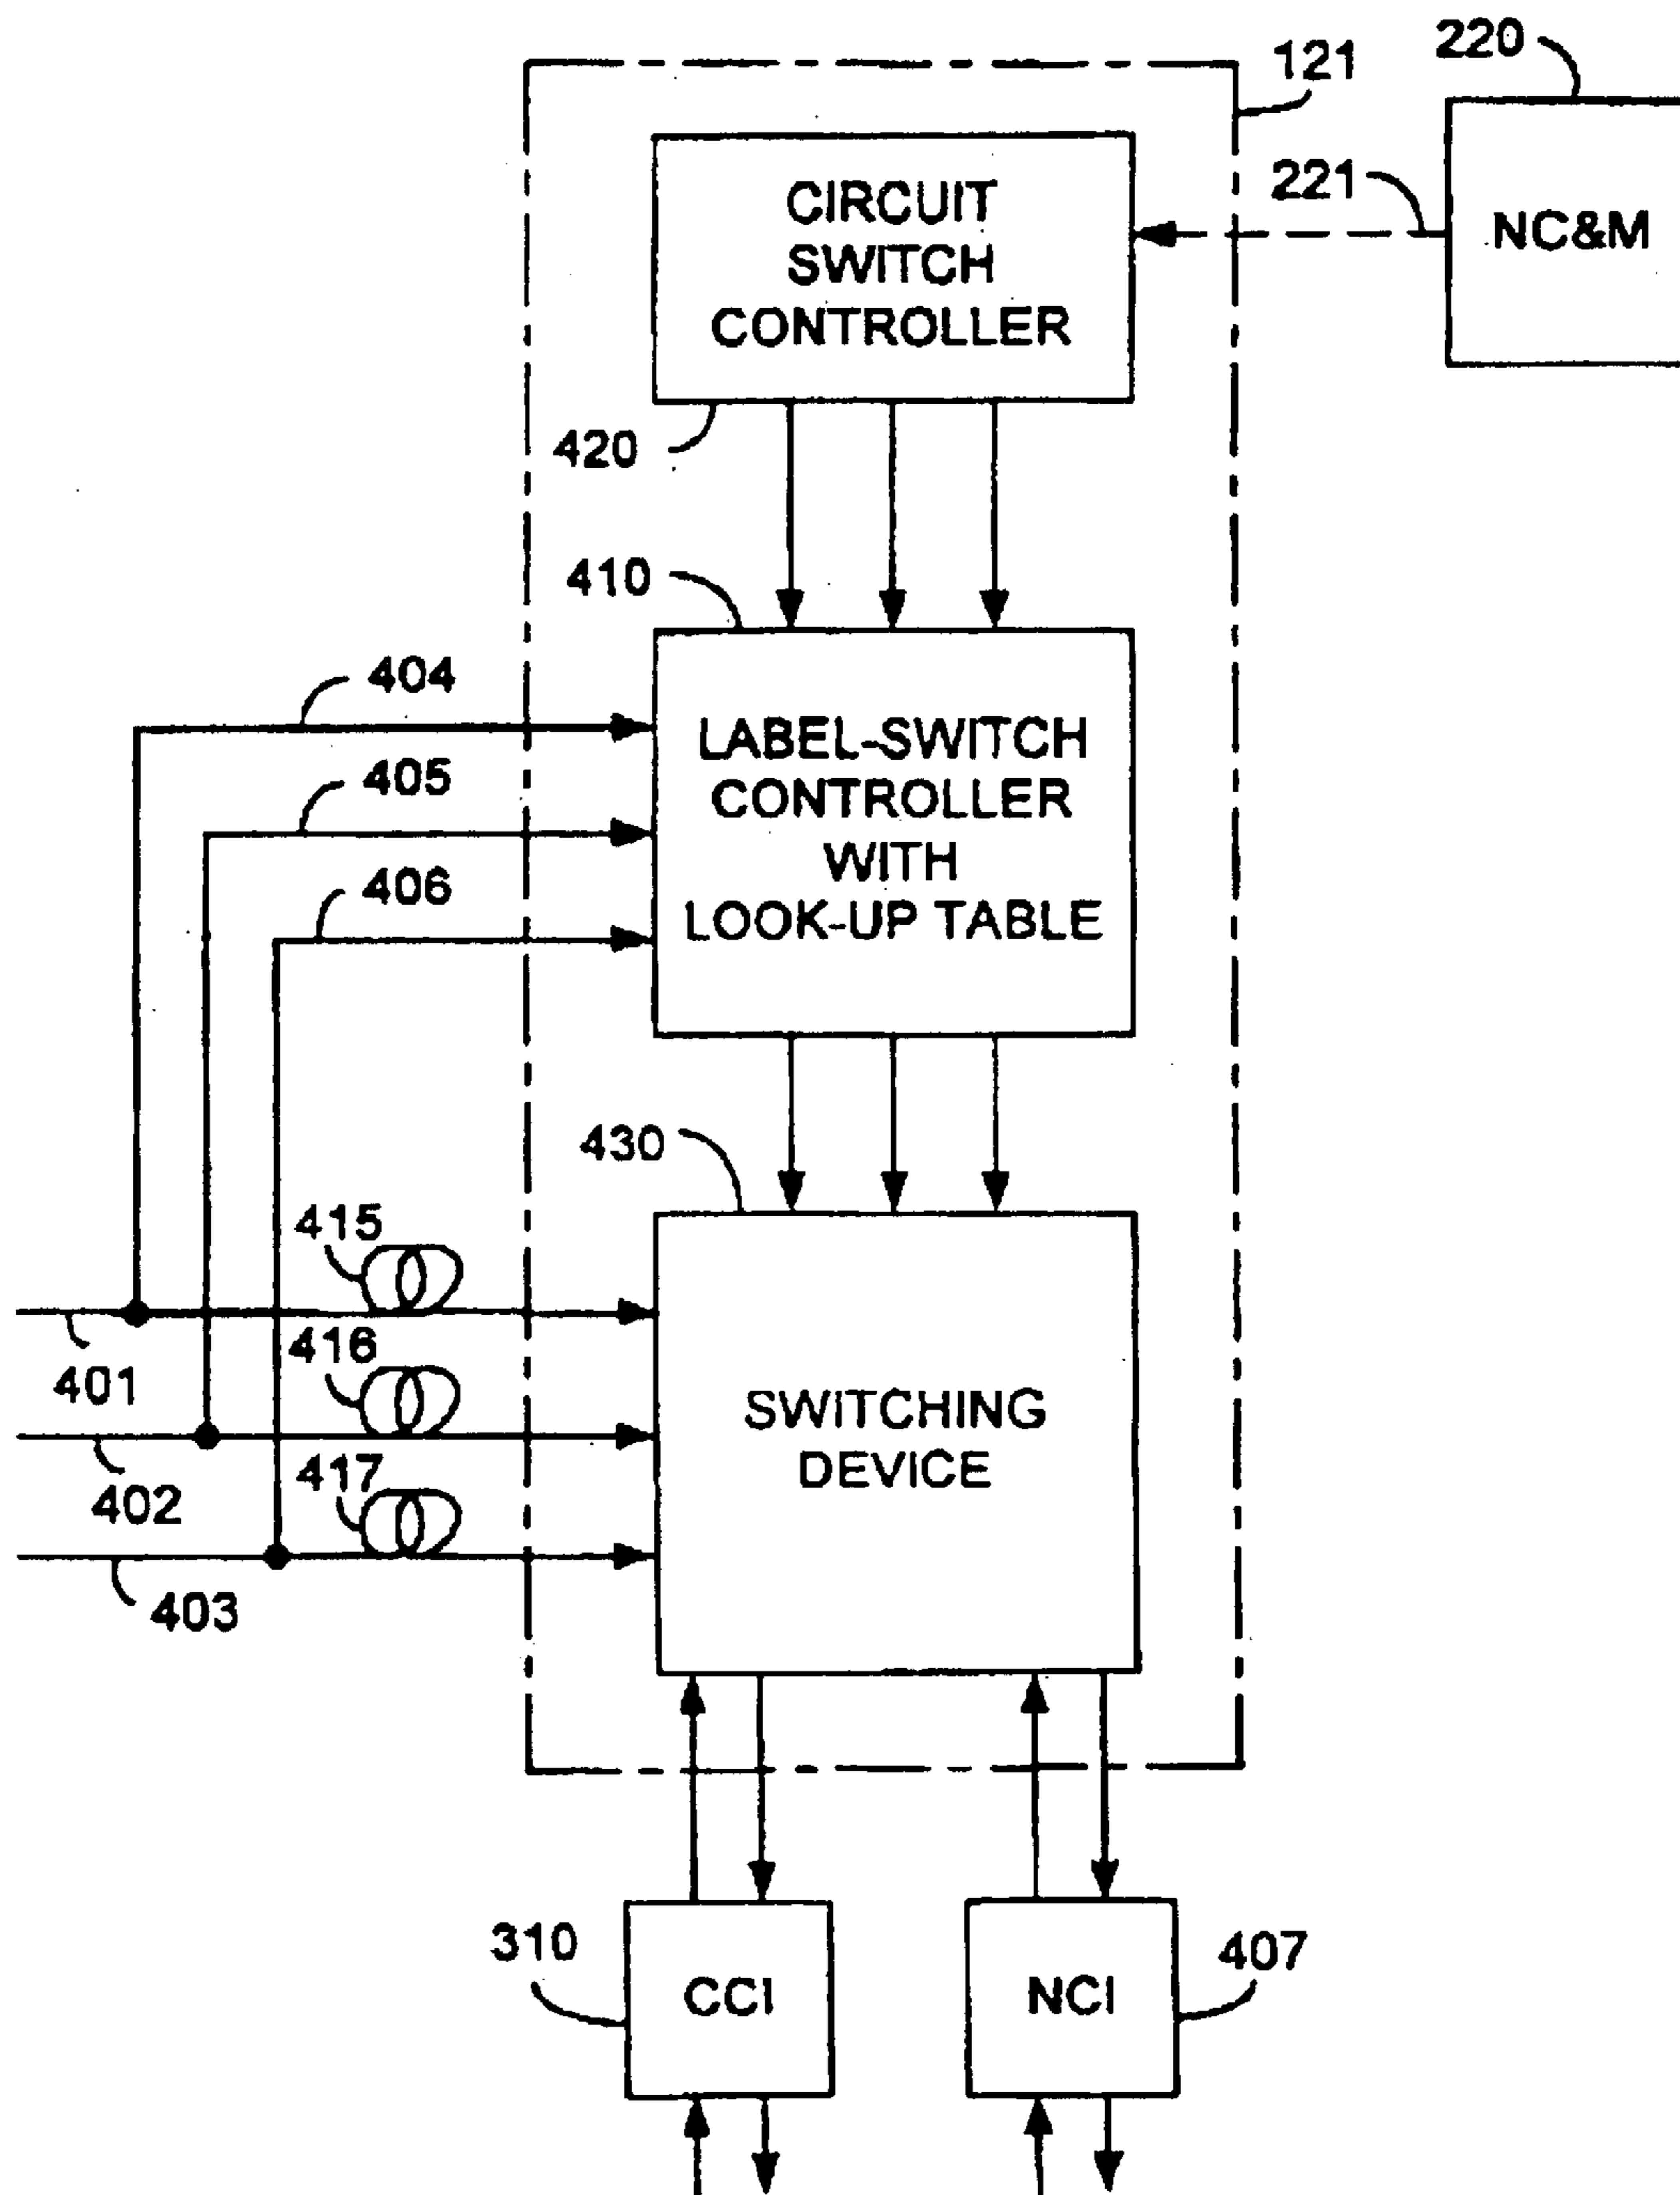 220
121
221
NC&M
CIRCUIT
SWITCH
CONTROLLER
420
410
404
405
406
LABEL-SWITCH
CONTROLLER
WITH
LOOK-UP TABLE
430
415
401
416
402
417
403
SWITCHING
DEVICE
310
CCI
NCI
407